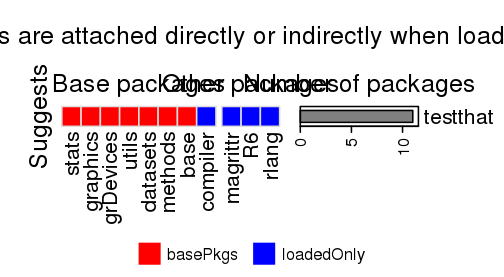 s are attached directly or indirectly when load
Base packages Other packages Number of packages
Suggests
testthat
stats
graphics
grDevices
utils
datasets
methods
base
compiler
magrittr
R6
rlang
0
5
10
basePkgs
loadedOnly